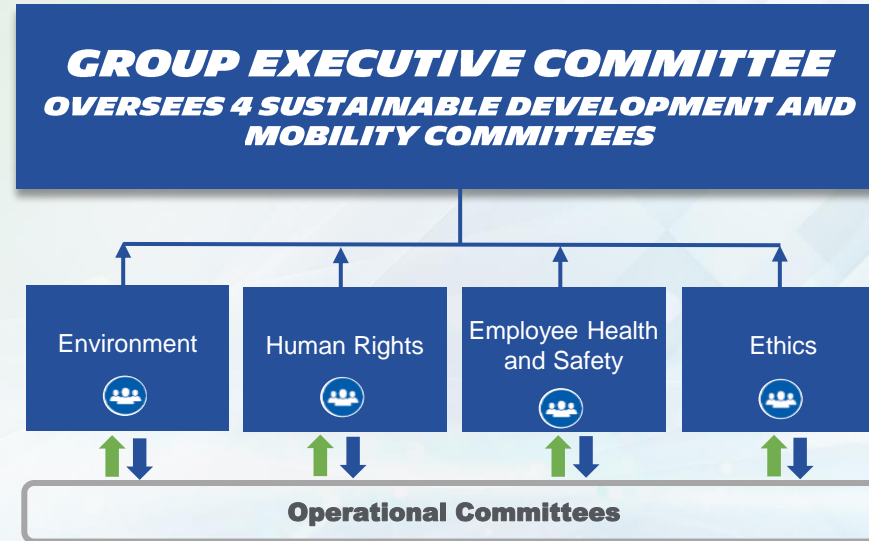 GROUP EXECUTIVE COMMITTEE
OVERSEES 4 SUSTAINABLE DEVELOPMENT AND
MOBILITY COMMITTEES
Environment
Human Rights
Employee Health
and Safety
Ethics
Operational Committees